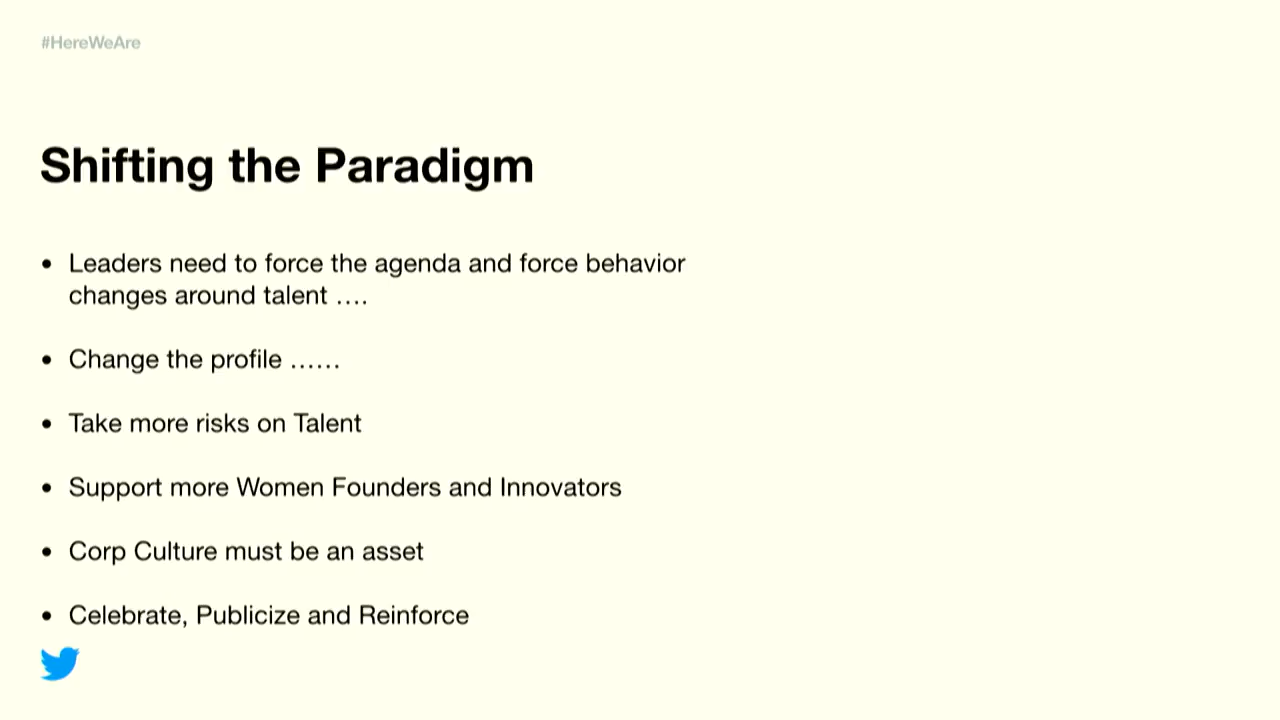 #HereWeAre
Shifting the Paradigm
• Leaders need to force the agenda and force behavior
changes around talent ....
• Change the profile ......
• Take more risks on Talent
• Support more Women Founders and Innovators
• Corp Culture must be an asset
• Celebrate, Publicize and Reinforce